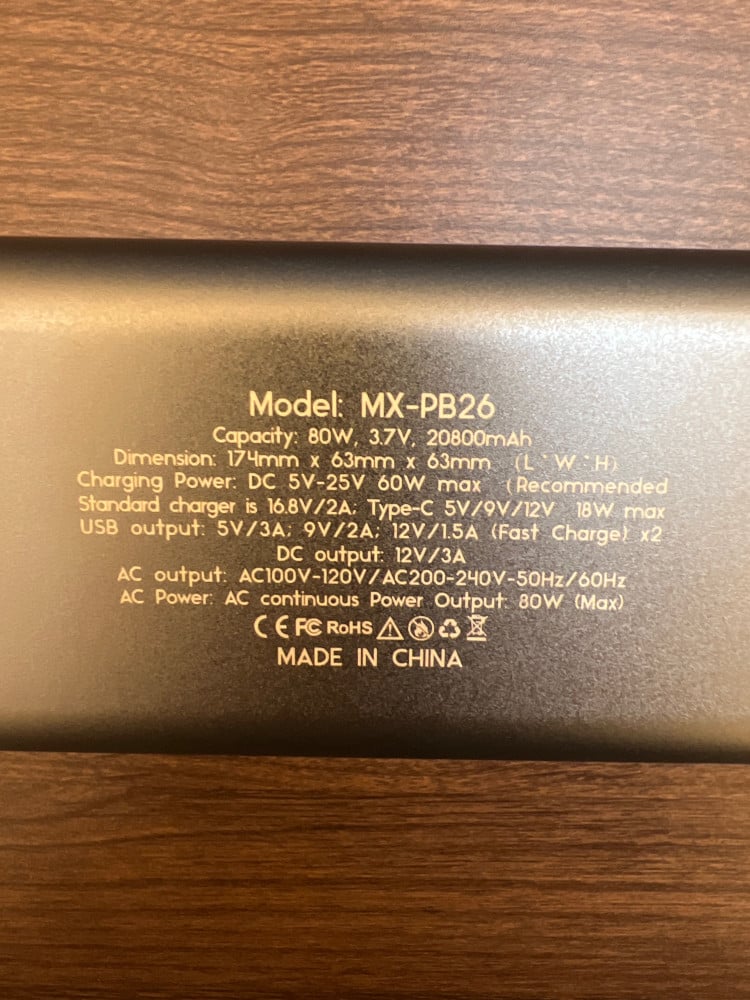 Model: MX-PB26
Capacity: 80W, 3.7V, 20800mAh
Dimension: 174mm x 63mm x 63mm (L*W*H)
Charging Power: DC 5V-25V 60W max (Recommended
Standard charger is 16.8V/2A; Type-C 5V/9V/12V 18W max
USB output: 5V/3A; 9V/2A; 12V/1.5A (Fast Charge) x2
DC output: 12V/3A
AC output: AC100V-120V/AC200-240V-50Hz/60Hz
AC Power: AC continuous Power Output: 80W (Max)
CE FC RoHS
MADE IN CHINA